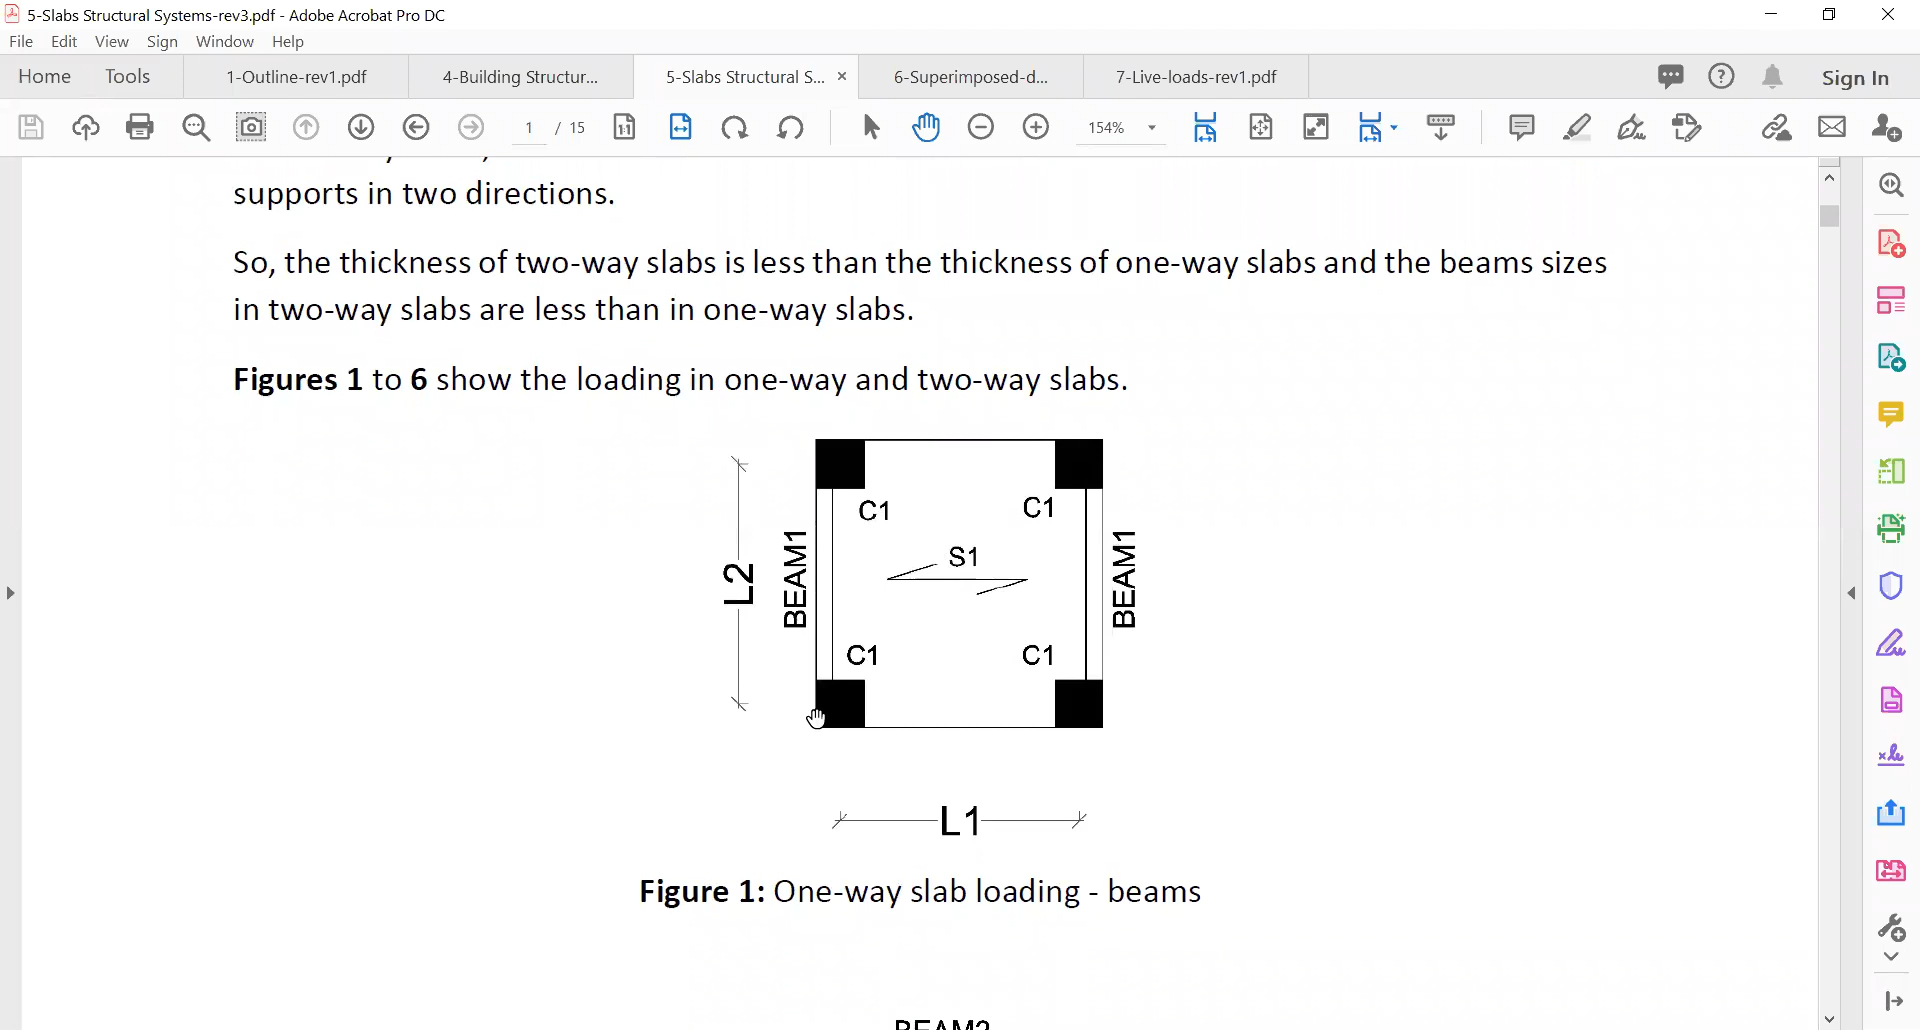 5-Slabs Structural Systems-rev3.pdf - Adobe Acrobat Pro DC
File Edit View Sign Window Help
Home Tools 1-Outline-rev1.pdf 4-Building Structur... 5-Slabs Structural S... × 6-Superimposed-d... 7-Live-loads-rev1.pdf Sign In
1 / 15 154%
supports in two directions.
So, the thickness of two-way slabs is less than the thickness of one-way slabs and the beams sizes
in two-way slabs are less than in one-way slabs.
Figures 1 to 6 show the loading in one-way and two-way slabs.
C1 C1
S1
L2 BEAM1 BEAM1
C1 C1
L1
Figure 1: One-way slab loading - beams